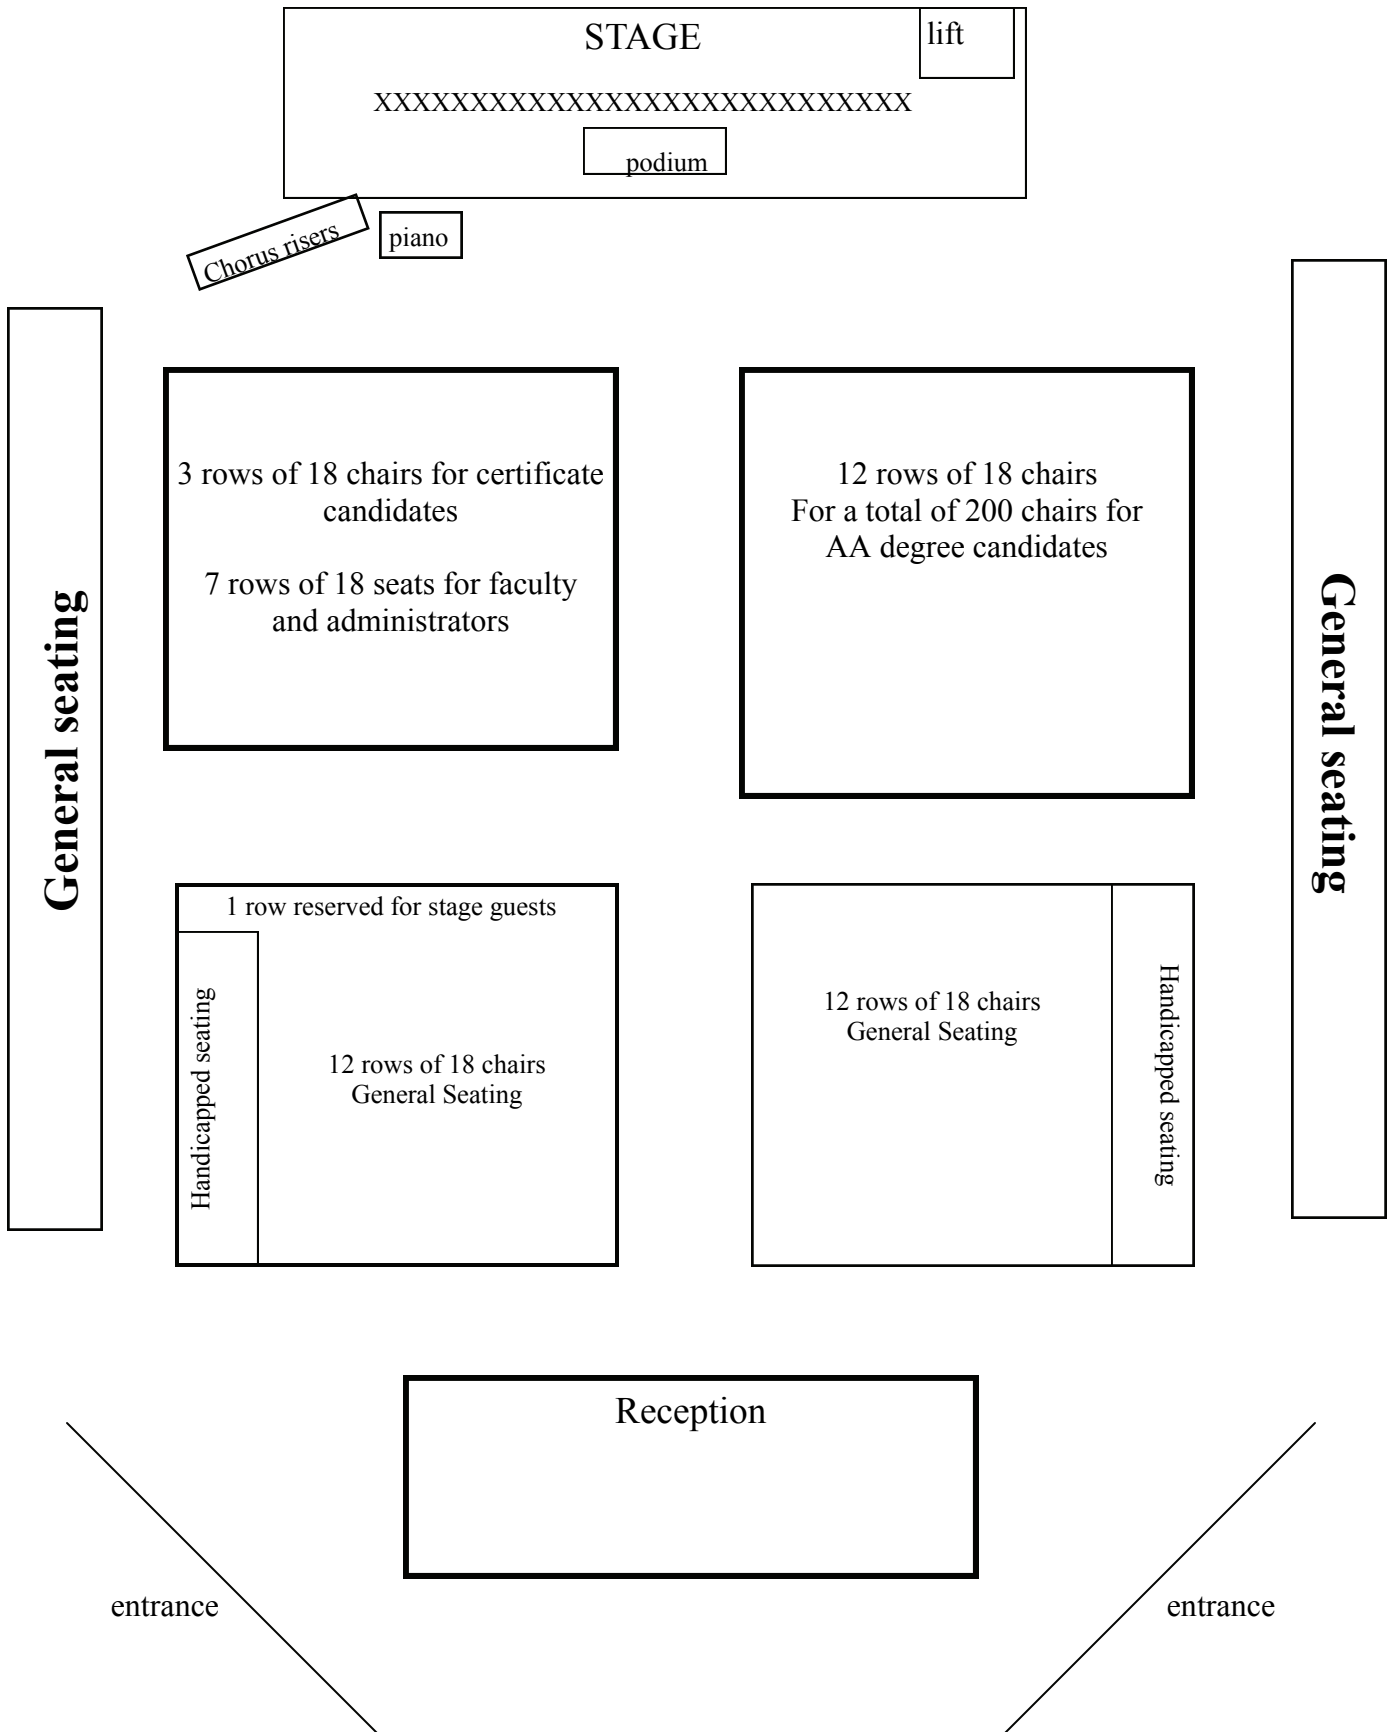 STAGE
lift
XXXXXXXXXXXXXXXXXXXXXXXXXXXX
podium
Chorus risers
piano
General seating
3 rows of 18 chairs for certificate
candidates
7 rows of 18 seats for faculty
and administrators
12 rows of 18 chairs
For a total of 200 chairs for
AA degree candidates
General seating
1 row reserved for stage guests
Handicapped seating
12 rows of 18 chairs
General Seating
12 rows of 18 chairs
General Seating
Handicapped seating
Reception
entrance
entrance